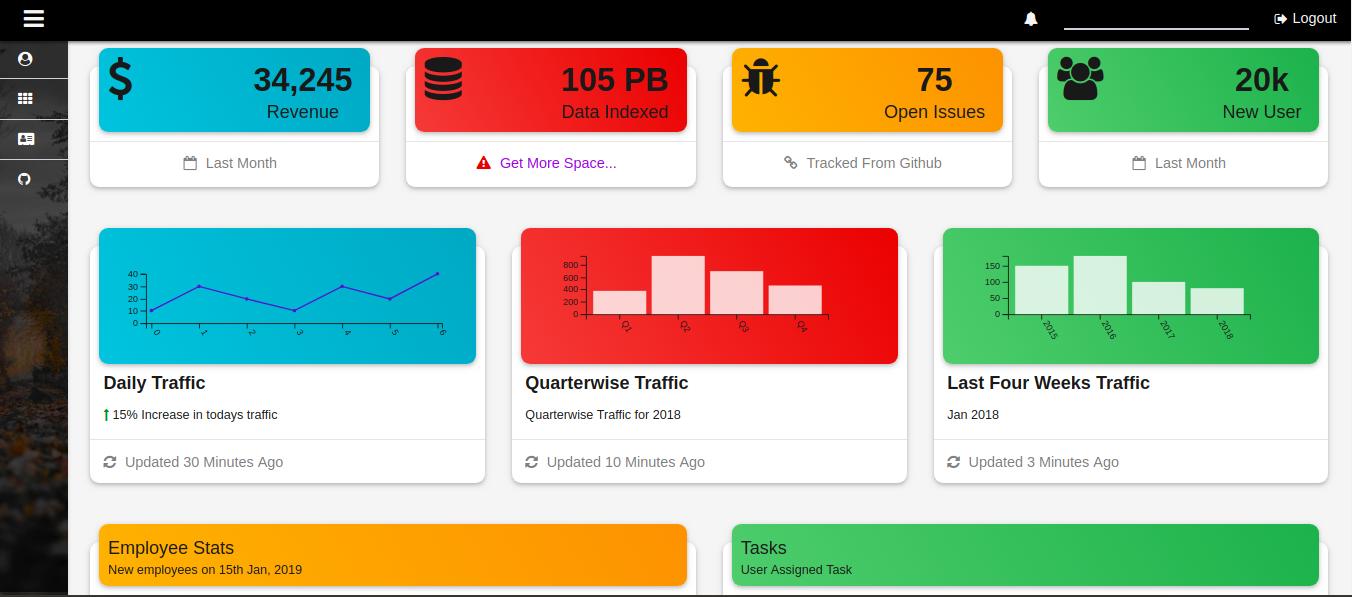 Logout
34,245
Revenue
Last Month
105 PB
Data Indexed
Get More Space...
75
Open Issues
Tracked From Github
20k
New User
Last Month
40
30
20
10
0
0 1 2 3 4 5 6
Daily Traffic
15% Increase in todays traffic
Updated 30 Minutes Ago
800
600
400
200
0
Q1 Q2 Q3 Q4
Quarterwise Traffic
Quarterwise Traffic for 2018
Updated 10 Minutes Ago
150
100
50
0
2015 2016 2017 2018
Last Four Weeks Traffic
Jan 2018
Updated 3 Minutes Ago
Employee Stats
New employees on 15th Jan, 2019
Tasks
User Assigned Task